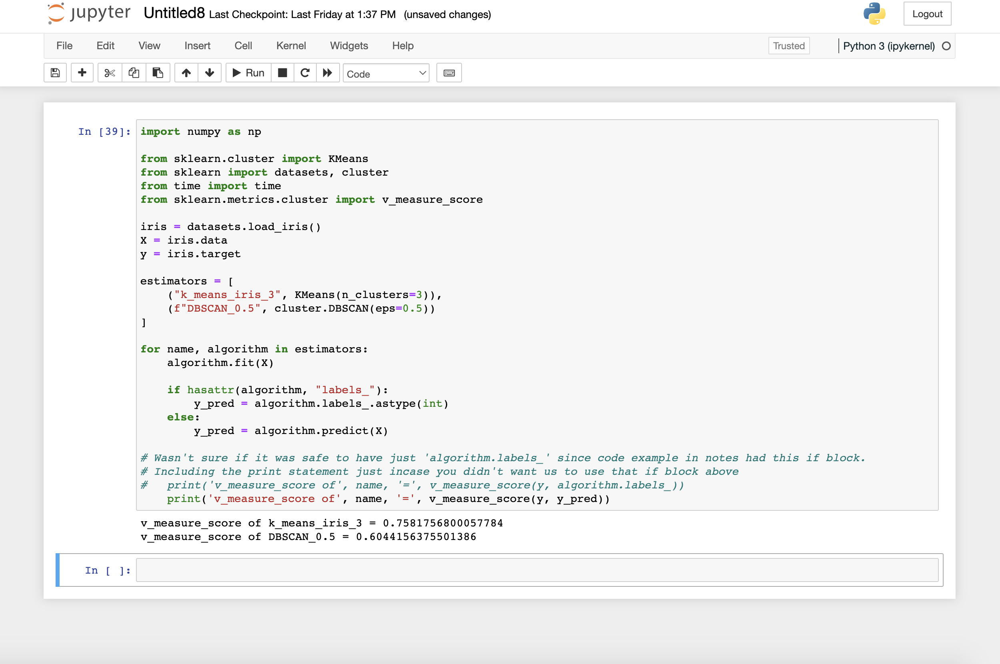 jupyter Untitled8 Last Checkpoint: Last Friday at 1:37 PM (unsaved changes) Logout
File Edit View Insert Cell Kernel Widgets Help Trusted Python 3 (ipykernel)
Run Code
In [39]:
import numpy as np

from sklearn.cluster import KMeans
from sklearn import datasets, cluster
from time import time
from sklearn.metrics.cluster import v_measure_score

iris = datasets.load_iris()
X = iris.data
y = iris.target

estimators = [
    ("k_means_iris_3", KMeans(n_clusters=3)),
    (f"DBSCAN_0.5", cluster.DBSCAN(eps=0.5))
]

for name, algorithm in estimators:
    algorithm.fit(X)

    if hasattr(algorithm, "labels_"):
        y_pred = algorithm.labels_.astype(int)
    else:
        y_pred = algorithm.predict(X)

# Wasn't sure if it was safe to have just 'algorithm.labels_' since code example in notes had this if block.
# Including the print statement just incase you didn't want us to use that if block above
#   print('v_measure_score of', name, '=', v_measure_score(y, algorithm.labels_))
    print('v_measure_score of', name, '=', v_measure_score(y, y_pred))
v_measure_score of k_means_iris_3 = 0.7581756800057784
v_measure_score of DBSCAN_0.5 = 0.6044156375501386
In [ ]: